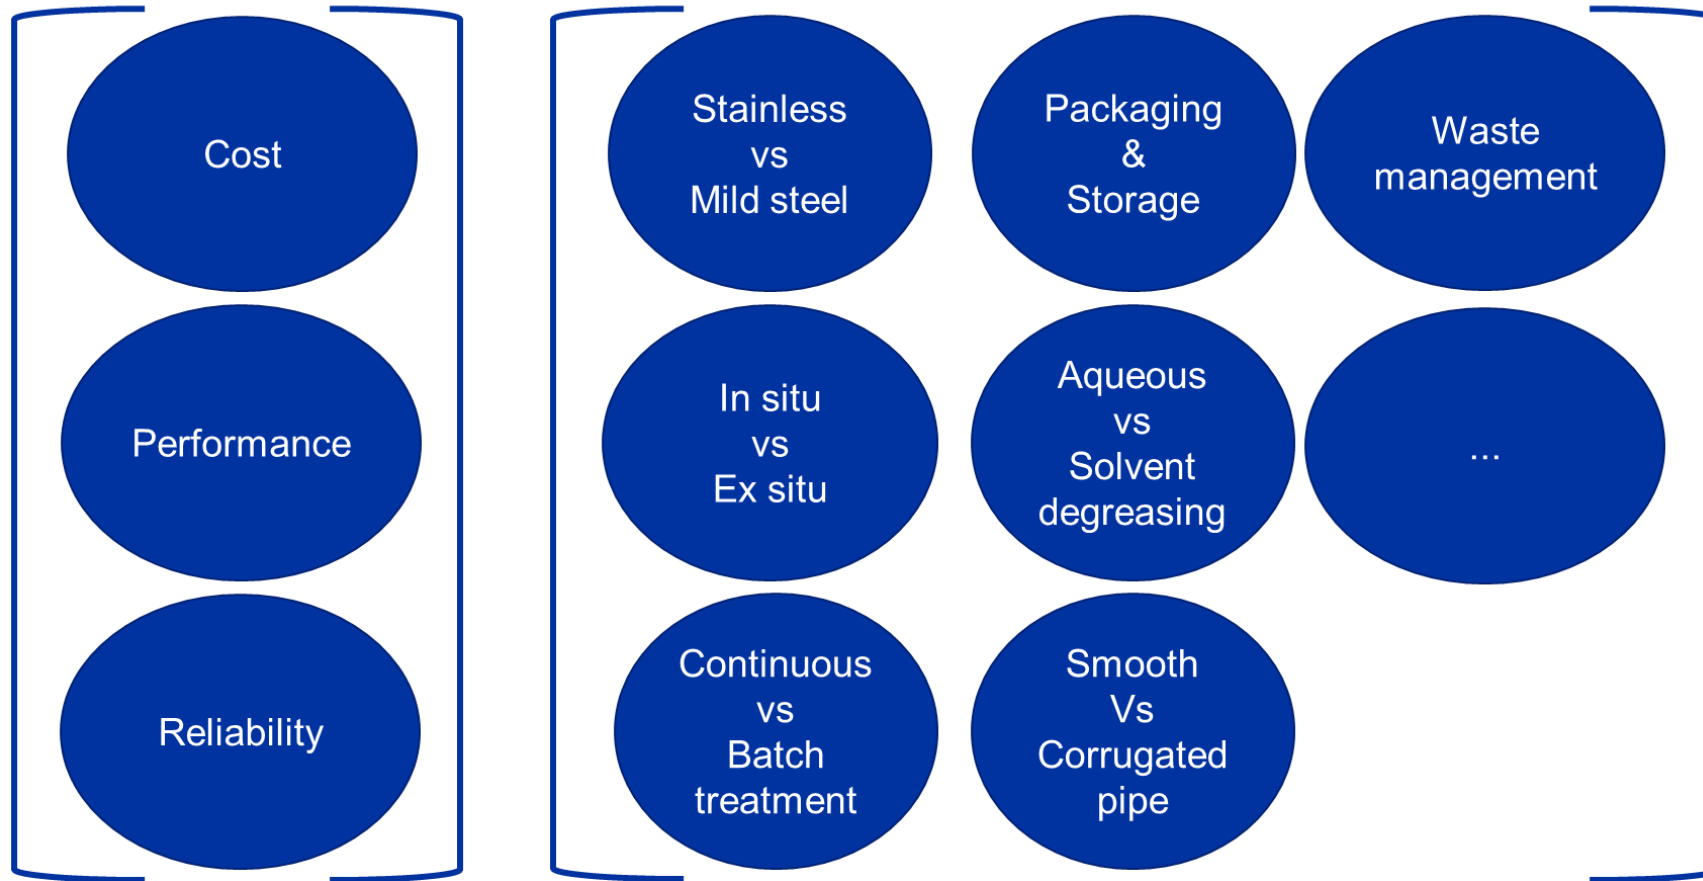 Cost
Performance
Reliability
Stainless
vs
Mild steel
Packaging
&
Storage
Waste
management
In situ
vs
Ex situ
Aqueous
vs
Solvent
degreasing
...
Continuous
vs
Batch
treatment
Smooth
Vs
Corrugated
pipe